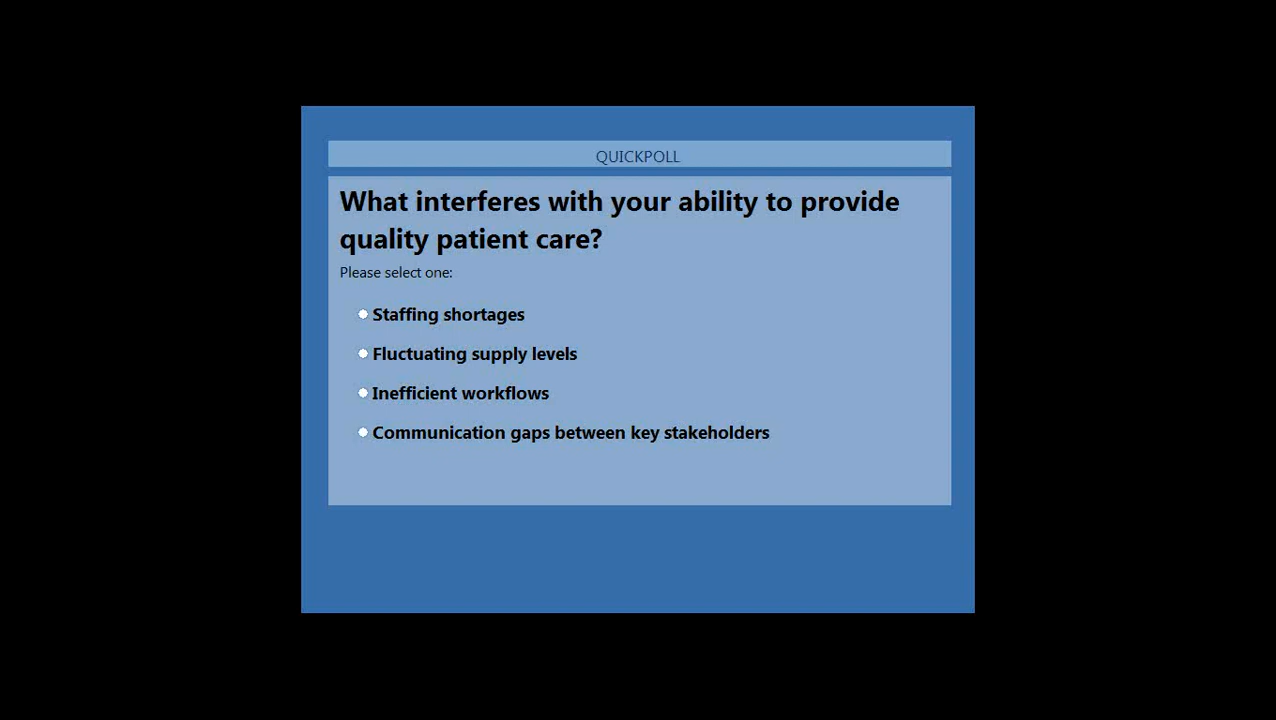 QUICKPOLL
What interferes with your ability to provide
quality patient care?
Please select one:
Staffing shortages
Fluctuating supply levels
Inefficient workflows
Communication gaps between key stakeholders